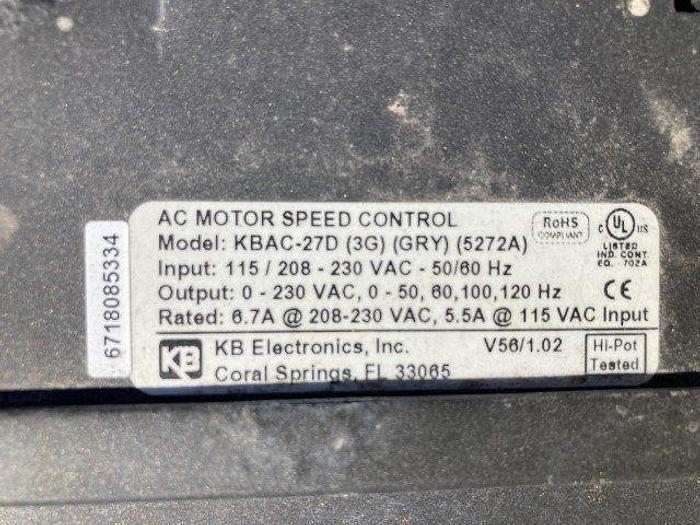 AC MOTOR SPEED CONTROL
Model: KBAC-27D (3G) (GRY) (5272A)
Input: 115 / 208 - 230 VAC - 50/60 Hz
Output: 0 - 230 VAC, 0 - 50, 60,100,120 Hz
Rated: 6.7A @ 208-230 VAC, 5.5A @ 115 VAC Input
KB
KB Electronics, Inc.
Coral Springs, FL 33065
V56/1.02
Hi-Pot
Tested
RoHS
COMPLIANT
c UL us
LISTED
IND. CONT.
EQ. 702A
CE
6718085334